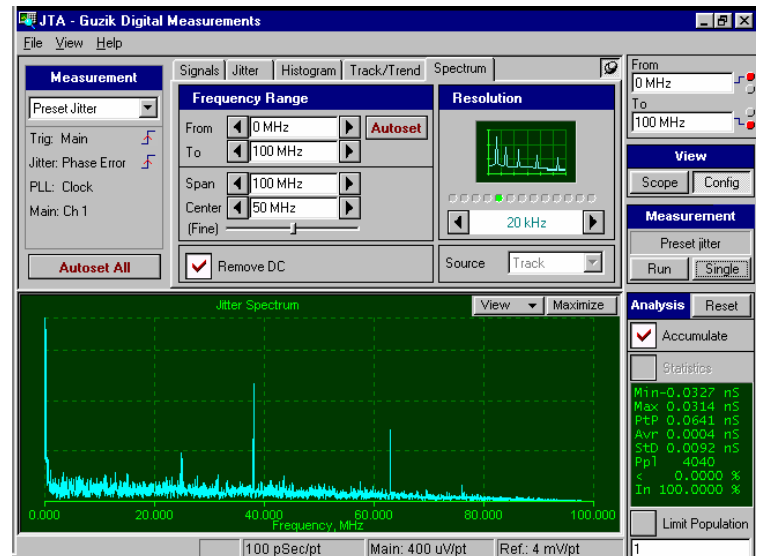 JTA - Guzik Digital Measurements
File View Help
Measurement
Preset Jitter
Trig: Main
Jitter: Phase Error
PLL: Clock
Main: Ch 1
Autoset All
Signals Jitter Histogram Track/Trend Spectrum
Frequency Range
From 0 MHz Autoset
To 100 MHz
Span 100 MHz
Center 50 MHz
(Fine)
Remove DC
Resolution
20 kHz
Source Track
From
0 MHz
To
100 MHz
View
Scope Config
Measurement
Preset jitter
Run Single
Jitter Spectrum View Maximize
0.000 20.000 40.000 60.000 80.000 100.000
Frequency, MHz
Analysis Reset
Accumulate
Statistics
Min-0.0327 nS
Max 0.0314 nS
PtP 0.0641 nS
Avr 0.0004 nS
StD 0.0092 nS
Ppl 4040
< 0.0000 %
In 100.0000 %
Limit Population
1
100 pSec/pt Main: 400 uV/pt Ref.: 4 mV/pt